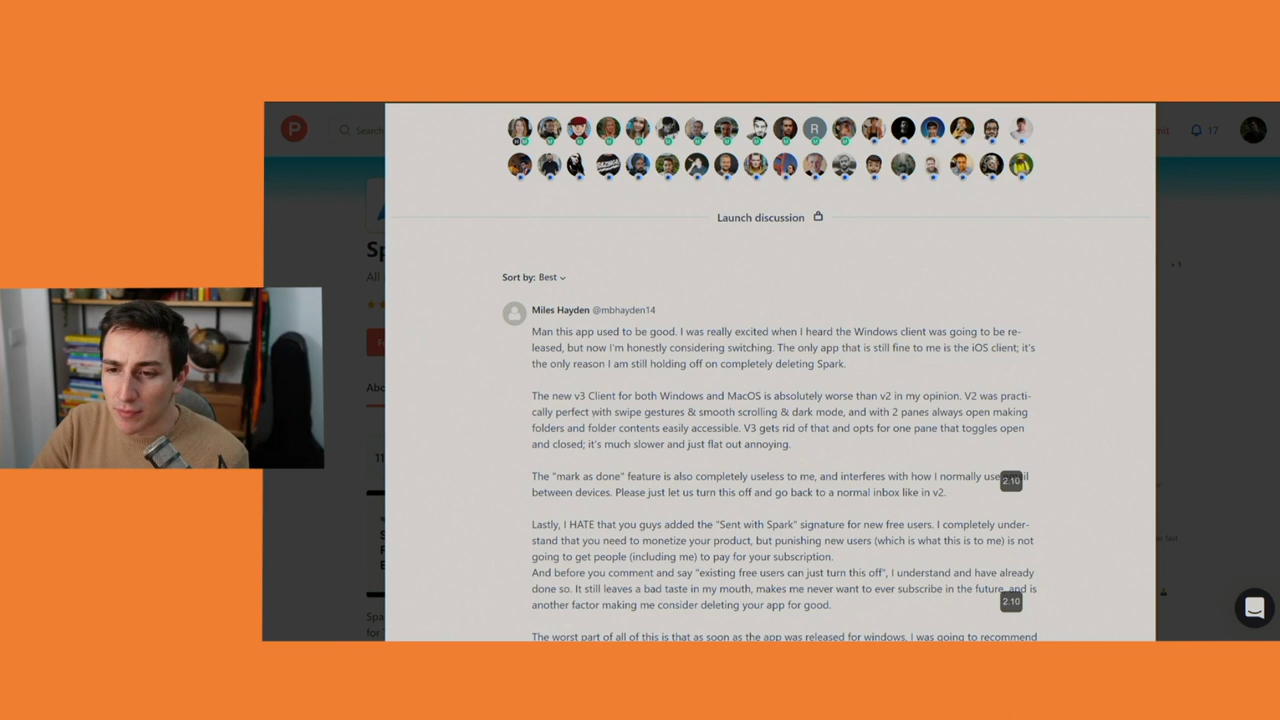 P
Search
17
R
Launch discussion
Sp
All
Sort by: Best
Miles Hayden @mbhayden14
Man this app used to be good. I was really excited when I heard the Windows client was going to be re-
leased, but now I'm honestly considering switching. The only app that is still fine to me is the iOS client; it's
the only reason I am still holding off on completely deleting Spark.
The new v3 Client for both Windows and MacOS is absolutely worse than v2 in my opinion. V2 was practi-
cally perfect with swipe gestures & smooth scrolling & dark mode, and with 2 panes always open making
folders and folder contents easily accessible. V3 gets rid of that and opts for one pane that toggles open
and closed; it's much slower and just flat out annoying.
The "mark as done" feature is also completely useless to me, and interferes with how I normally use
2.10
between devices. Please just let us turn this off and go back to a normal inbox like in v2.
Lastly, I HATE that you guys added the "Sent with Spark" signature for new free users. I completely under-
stand that you need to monetize your product, but punishing new users (which is what this is to me) is not
going to get people (including me) to pay for your subscription.
And before you comment and say "existing free users can just turn this off", I understand and have already
done so. It still leaves a bad taste in my mouth, makes me never want to ever subscribe in the future, and is
another factor making me consider deleting your app for good.
2.10
The worst part of all of this is that as soon as the app was released for windows, I was going to recommend